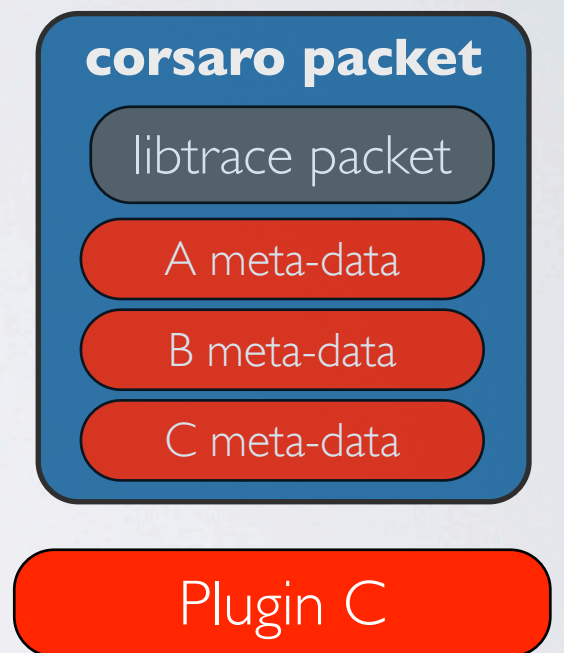 corsaro packet
libtrace packet
A meta-data
B meta-data
C meta-data
Plugin C